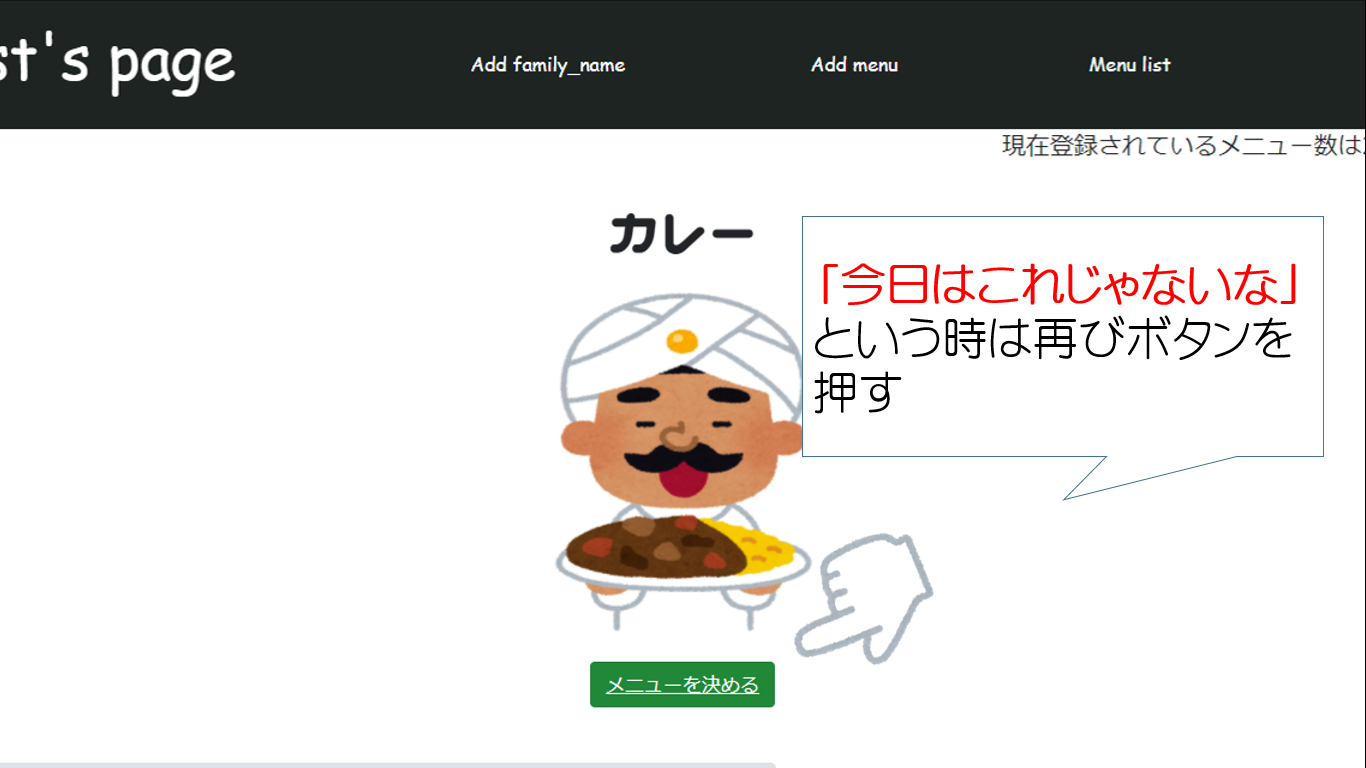 st's page
Add family_name
Add menu
Menu list
現在登録されているメニュー数は
カレー
「今日はこれじゃないな」
という時は再びボタンを
押す
メニューを決める